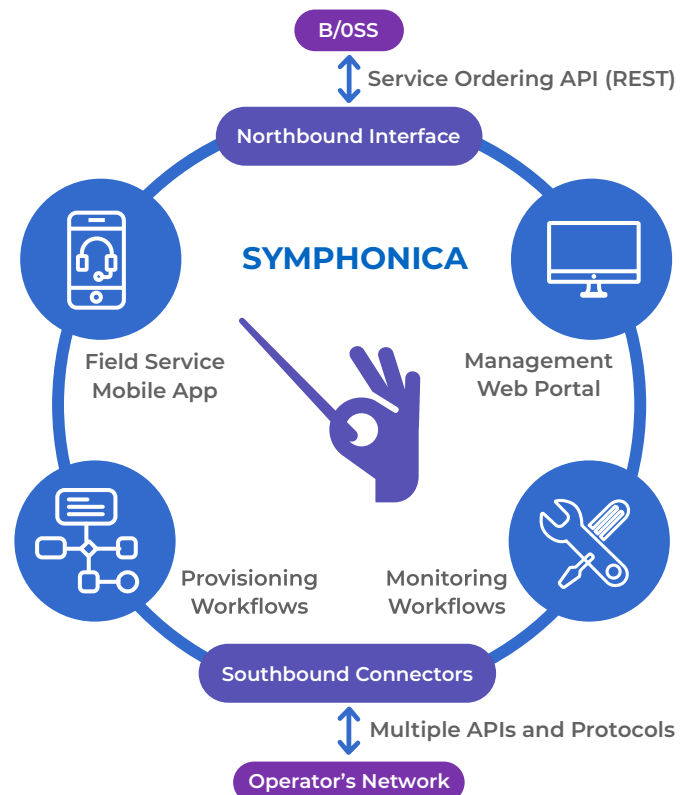 B/0SS
Service Ordering API (REST)
Northbound Interface
SYMPHONICA
Field Service
Mobile App
Management
Web Portal
Provisioning
Workflows
Monitoring
Workflows
Southbound Connectors
Multiple APIs and Protocols
Operator’s Network